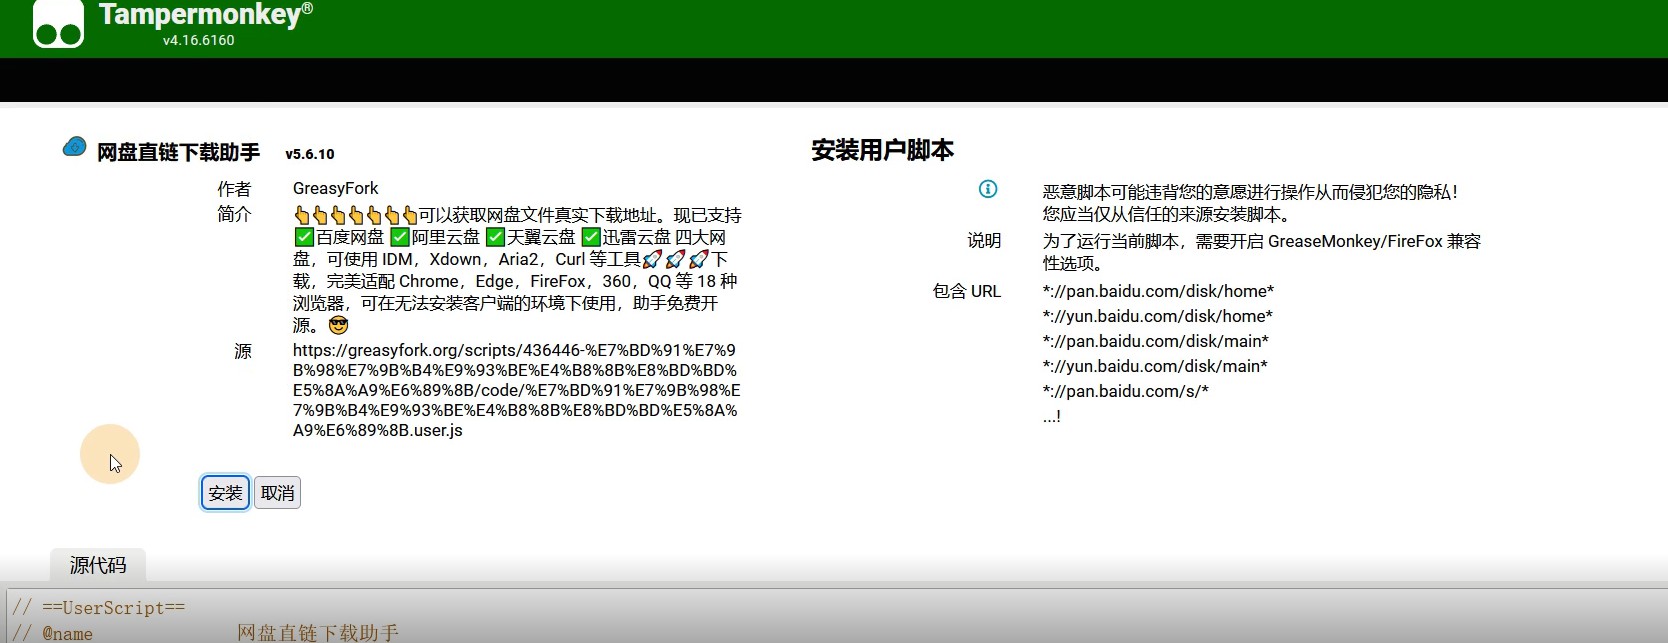 Tampermonkey®
v4.16.6160
网盘直链下载助手 v5.6.10
作者 GreasyFork
简介 👆👆👆👆👆👆👆可以获取网盘文件真实下载地址。现已支持
✅百度网盘 ✅阿里云盘 ✅天翼云盘 ✅迅雷云盘 四大网
盘，可使用 IDM，Xdown，Aria2，Curl 等工具🚀🚀🚀下
载，完美适配 Chrome，Edge，FireFox，360，QQ 等 18 种
浏览器，可在无法安装客户端的环境下使用，助手免费开
源。😎
源 https://greasyfork.org/scripts/436446-%E7%BD%91%E7%9
B%98%E7%9B%B4%E9%93%BE%E4%B8%8B%E8%BD%BD%
E5%8A%A9%E6%89%8B/code/%E7%BD%91%E7%9B%98%E
7%9B%B4%E9%93%BE%E4%B8%8B%E8%BD%BD%E5%8A%
A9%E6%89%8B.user.js
安装 取消
安装用户脚本
恶意脚本可能违背您的意愿进行操作从而侵犯您的隐私！
您应当仅从信任的来源安装脚本。
说明 为了运行当前脚本，需要开启 GreaseMonkey/FireFox 兼容
性选项。
包含 URL *://pan.baidu.com/disk/home*
*://yun.baidu.com/disk/home*
*://pan.baidu.com/disk/main*
*://yun.baidu.com/disk/main*
*://pan.baidu.com/s/*
...!
源代码
// ==UserScript==
// @name 网盘直链下载助手